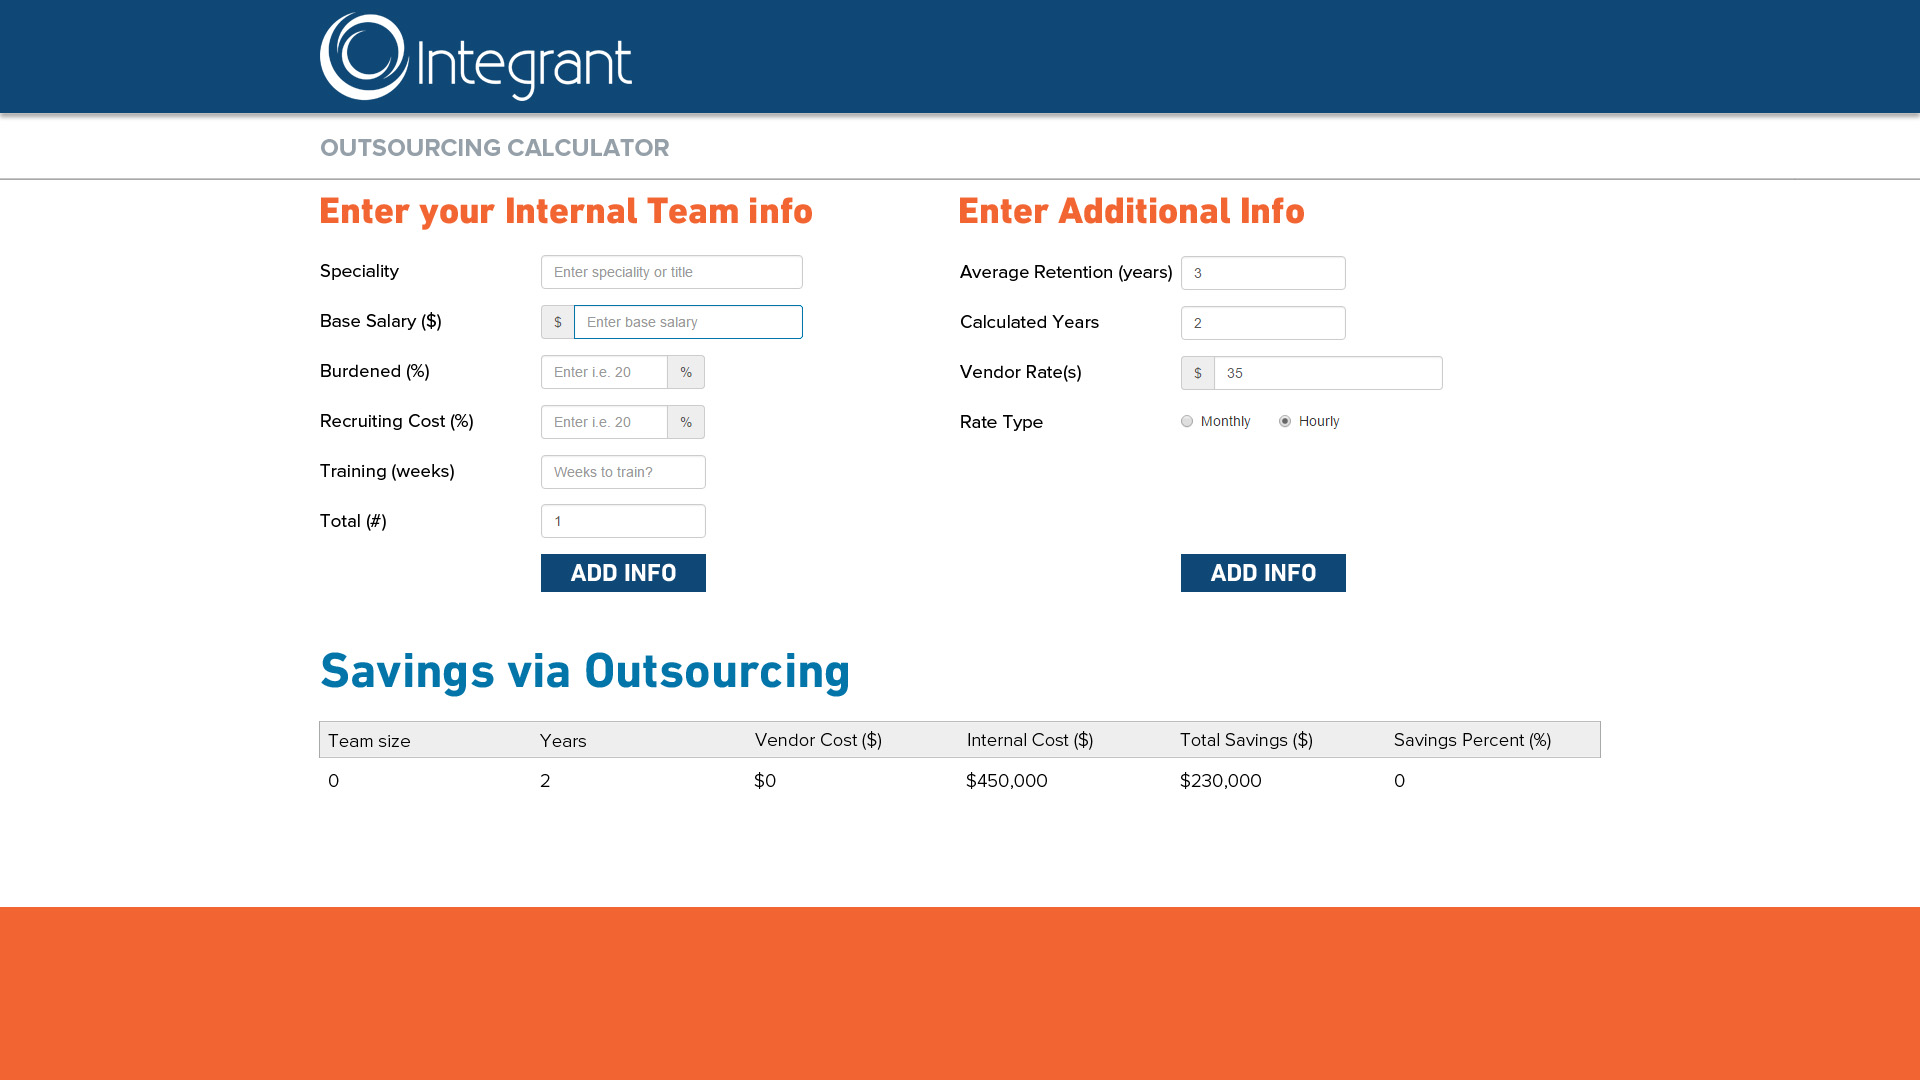 Integrant
OUTSOURCING CALCULATOR
Enter your Internal Team info
Speciality
Enter speciality or title
Base Salary ($)
$ Enter base salary
Burdened (%)
Enter i.e. 20 %
Recruiting Cost (%)
Enter i.e. 20 %
Training (weeks)
Weeks to train?
Total (#)
1
ADD INFO
Enter Additional Info
Average Retention (years)
3
Calculated Years
2
Vendor Rate(s)
$ 35
Rate Type
Monthly Hourly
ADD INFO
Savings via Outsourcing
Team size Years Vendor Cost ($) Internal Cost ($) Total Savings ($) Savings Percent (%)
0 2 $0 $450,000 $230,000 0